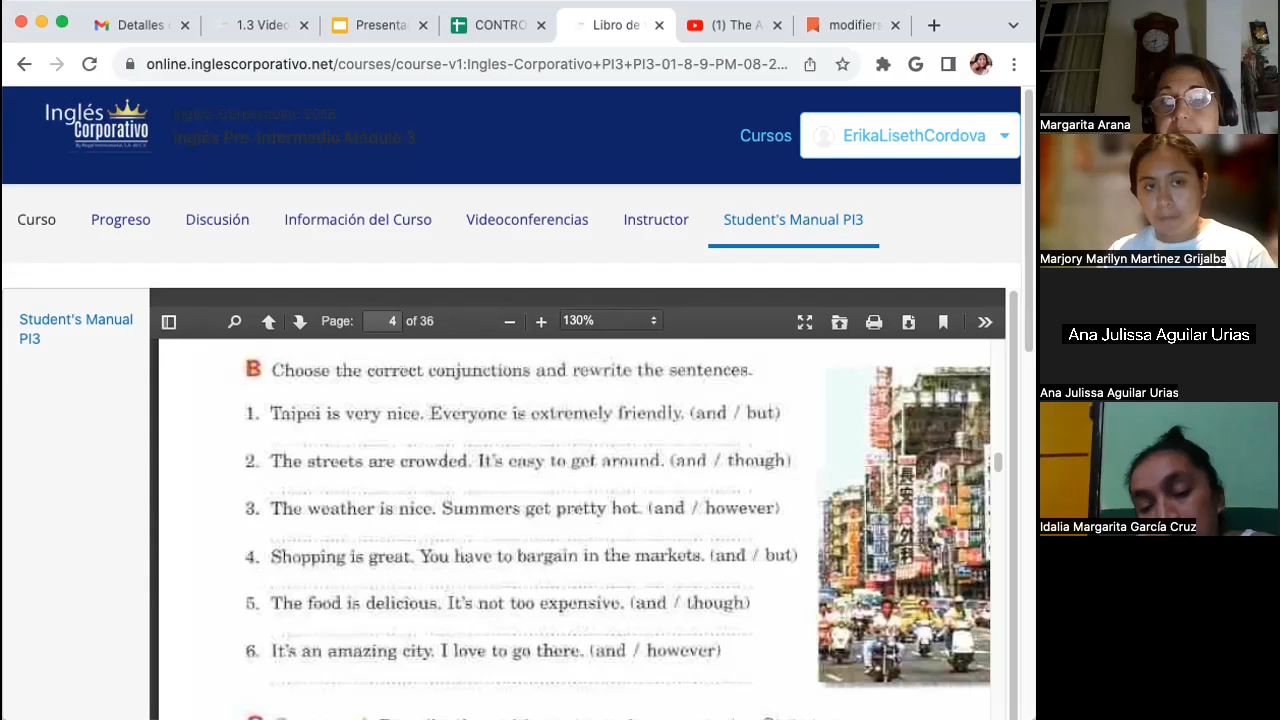 Detalles
1.3 Video
Presenta
CONTRO
Libro de
(1) The A
modifiers
online.inglescorporativo.net/courses/course-v1:Ingles-Corporativo+PI3+PI3-01-8-9-PM-08-2...
Inglés
Corporativo
Inglés Pre-Intermedio Módulo 3
Cursos
ErikaLisethCordova
Curso
Progreso
Discusión
Información del Curso
Videoconferencias
Instructor
Student's Manual PI3
Student's Manual
PI3
Page: 4 of 36
130%
B Choose the correct conjunctions and rewrite the sentences.
1. Taipei is very nice. Everyone is extremely friendly. (and / but)
2. The streets are crowded. It's easy to get around. (and / though)
3. The weather is nice. Summers get pretty hot. (and / however)
4. Shopping is great. You have to bargain in the markets. (and / but)
5. The food is delicious. It's not too expensive. (and / though)
6. It's an amazing city. I love to go there. (and / however)
Margarita Arana
Marjory Marilyn Martinez Grijalba
Ana Julissa Aguilar Urias
Ana Julissa Aguilar Urias
Idalia Margarita García Cruz